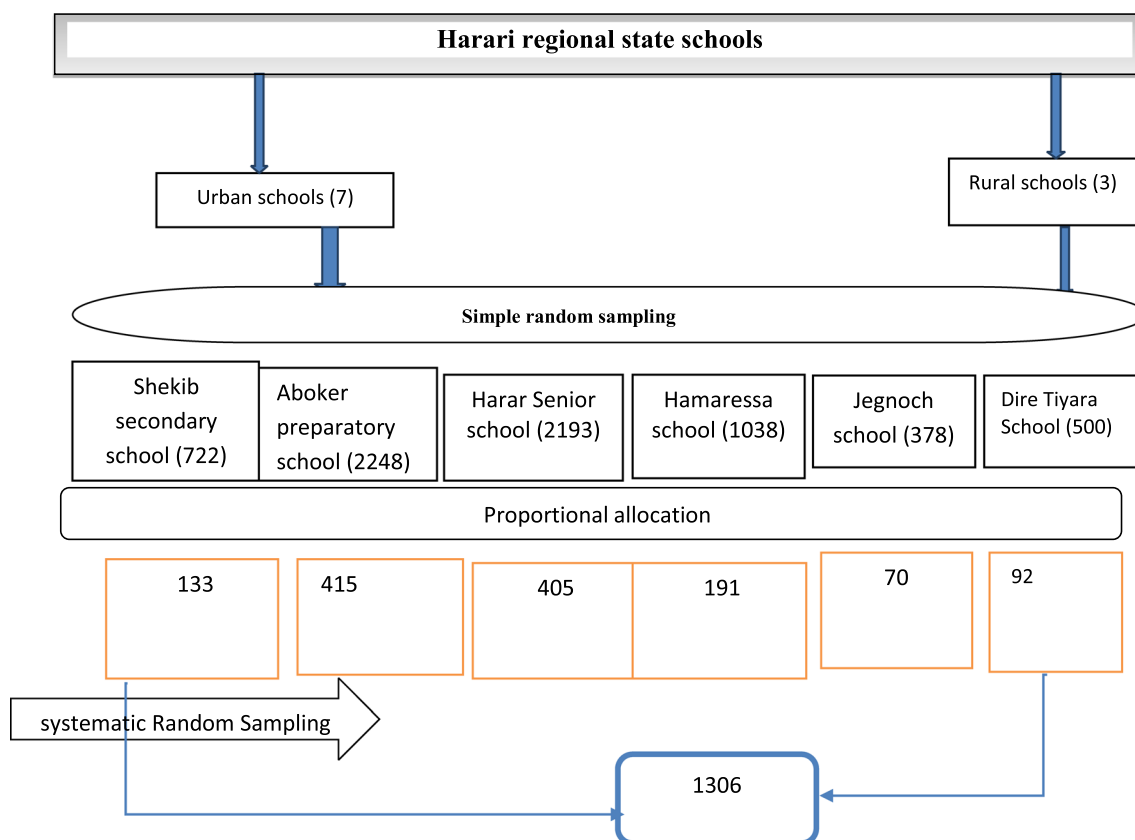 Harari regional state schools
Urban schools (7)
Rural schools (3)
Simple random sampling
Shekib
secondary
school (722)
Aboker
preparatory
school (2248)
Harar Senior
school (2193)
Hamaressa
school (1038)
Jegnoch
school (378)
Dire Tiyara
School (500)
Proportional allocation
133
415
405
191
70
92
systematic Random Sampling
1306